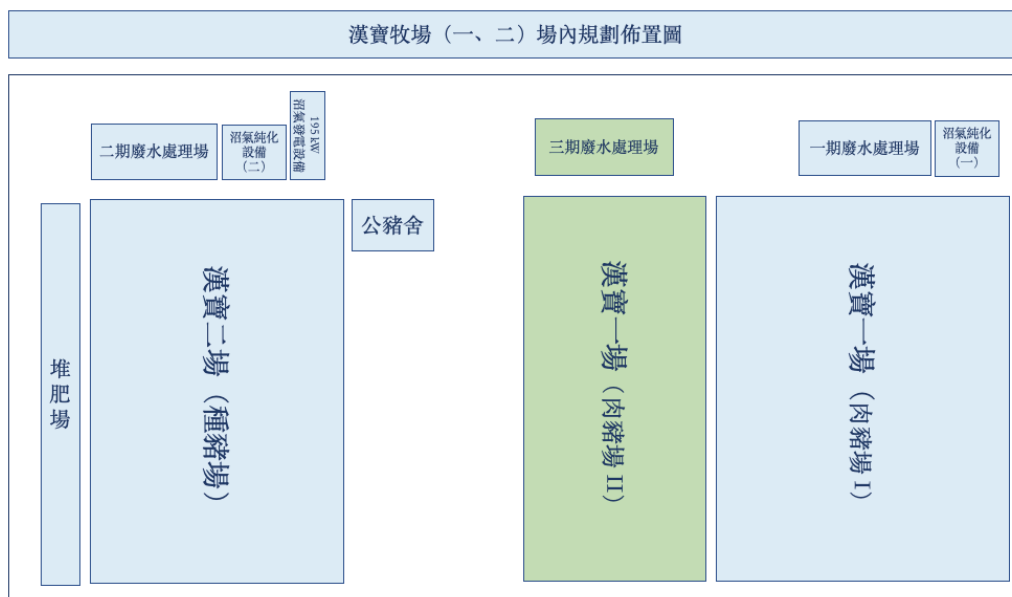 漢寶牧場（一、二）場內規劃佈置圖
二期廢水處理場
沼氣純化
設備
（二）
195 kW
沼氣發電設備
三期廢水處理場
一期廢水處理場
沼氣純化
設備
（一）
堆肥場
漢寶二場（種豬場）
公豬舍
漢寶一場（肉豬場 II）
漢寶一場（肉豬場 I）